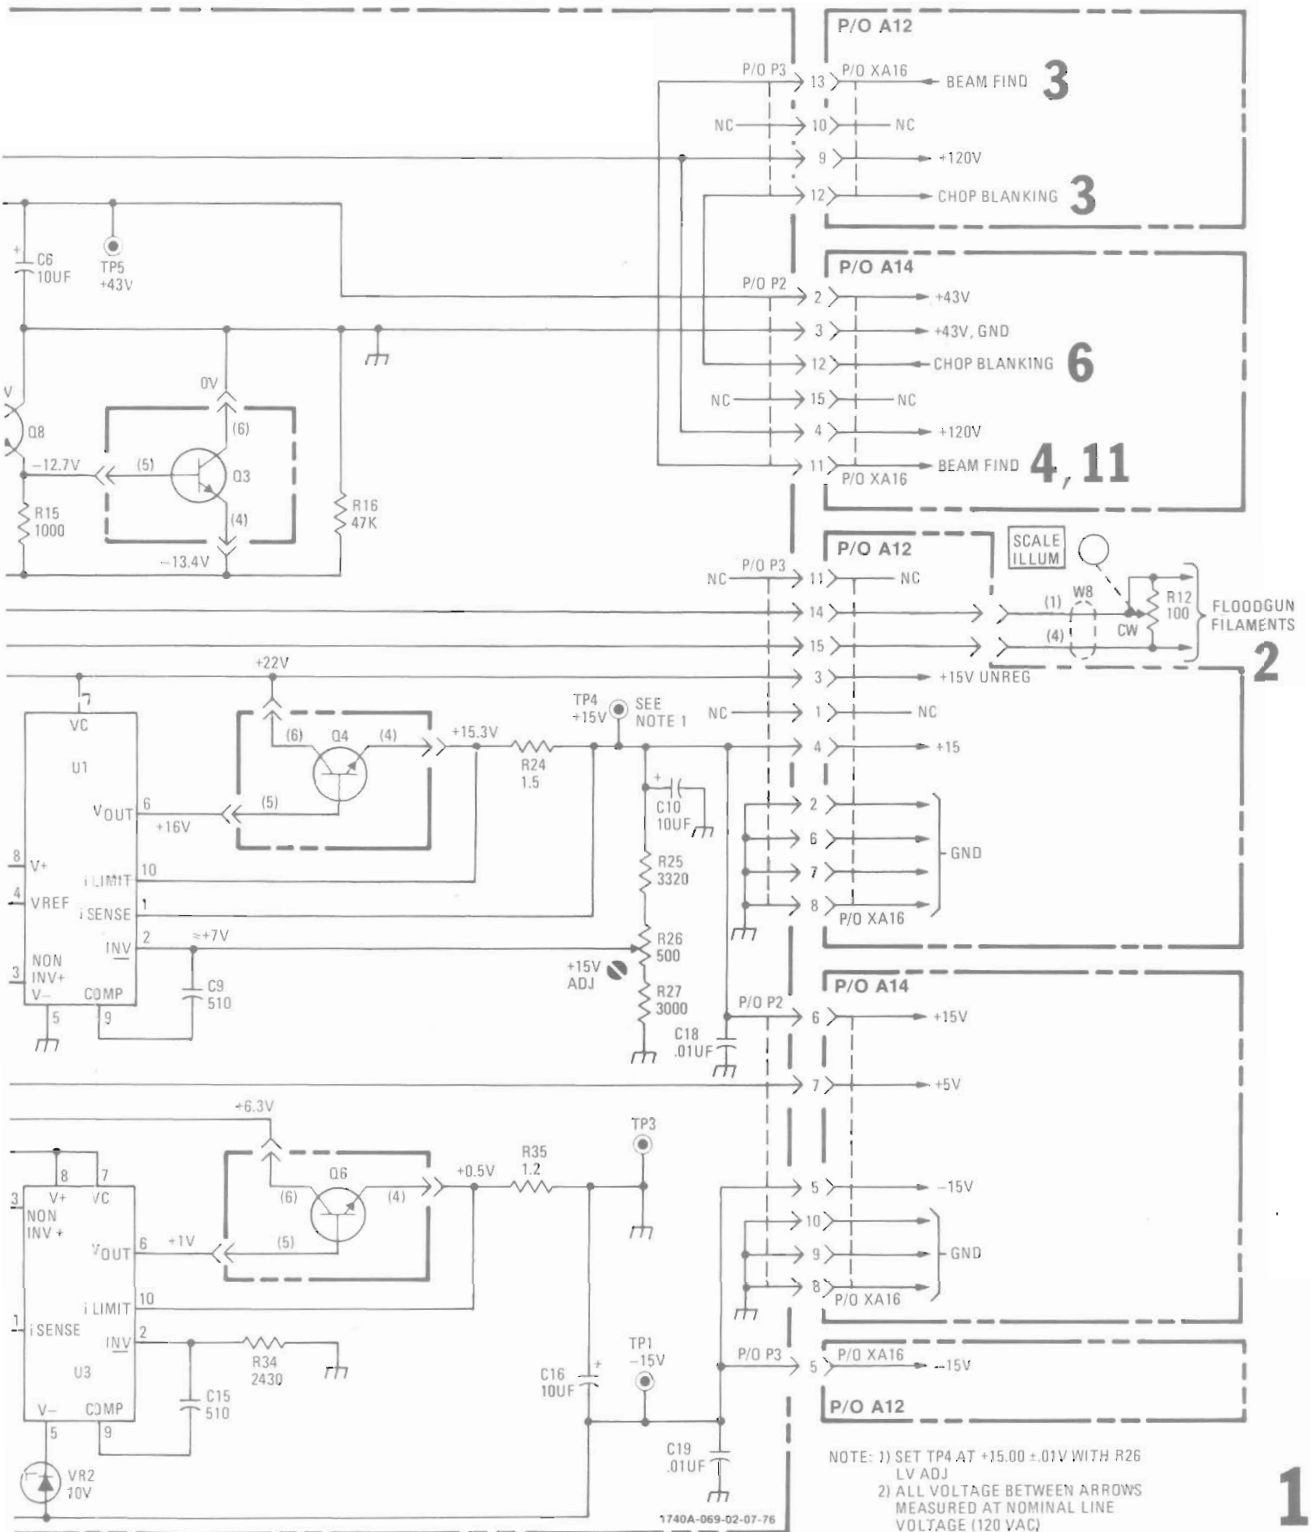 P/O A12
P/O P3
13
P/O XA16
BEAM FIND
3
NC
10
NC
9
+120V
12
CHOP BLANKING
3
+
C6
10UF
TP5
+43V
P/O A14
P/O P2
2
+43V
3
+43V, GND
12
CHOP BLANKING
6
NC
15
NC
4
+120V
11
BEAM FIND
4, 11
P/O XA16
V
Q8
0V
(6)
-12.7V
(5)
Q3
(4)
R15
1000
R16
47K
-13.4V
P/O A12
SCALE
ILLUM
P/O P3
NC
11
NC
14
(1)
W8
CW
R12
100
FLOODGUN
FILAMENTS
2
15
(4)
+22V
3
+15V UNREG
7
VC
U1
TP4
+15V
SEE
NOTE 1
NC
1
NC
(6)
Q4
(4)
+15.3V
R24
1.5
4
+15
VOUT
6
+16V
(5)
+
C10
10UF
2
6
GND
7
8
P/O XA16
8
V+
iLIMIT
10
R25
3320
4
VREF
iSENSE
1
INV
2
≈+7V
R26
500
+15V
ADJ
3
NON
INV+
V-
COMP
C9
510
R27
3000
5
9
P/O A14
P/O P2
6
+15V
C18
.01UF
7
+5V
+6.3V
TP3
8
7
V+
VC
(6)
Q6
(4)
+0.5V
R35
1.2
5
-15V
3
NON
INV +
VOUT
6
+1V
(5)
10
9
GND
8
P/O XA16
iLIMIT
10
1
iSENSE
INV
2
R34
2430
U3
TP1
-15V
P/O P3
5
P/O XA16
-15V
C16
10UF
+
C15
510
V-
COMP
5
9
P/O A12
VR2
10V
C19
.01UF
1740A-069-02-07-76
NOTE: 1) SET TP4 AT +15.00 ±.01V WITH R26
LV ADJ
2) ALL VOLTAGE BETWEEN ARROWS
MEASURED AT NOMINAL LINE
VOLTAGE (120 VAC)
1